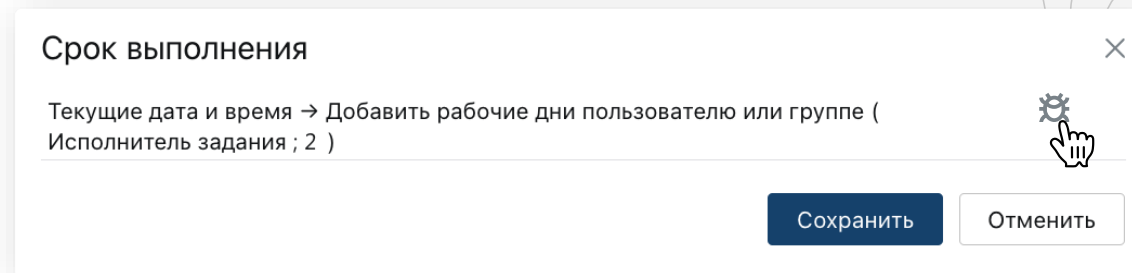 Срок выполнения
Текущие дата и время → Добавить рабочие дни пользователю или группе (
Исполнитель задания ; 2 )
Сохранить
Отменить